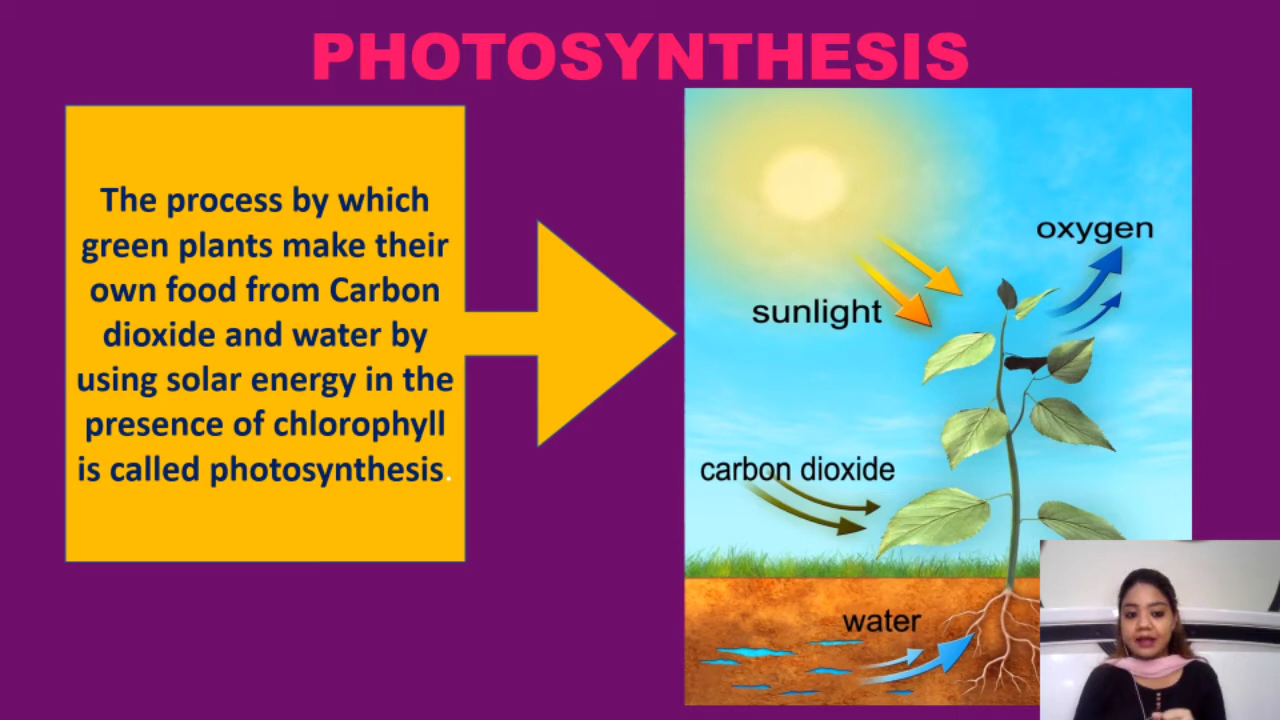 PHOTOSYNTHESIS
The process by which
green plants make their
own food from Carbon
dioxide and water by
using solar energy in the
presence of chlorophyll
is called photosynthesis.
oxygen
sunlight
carbon dioxide
water